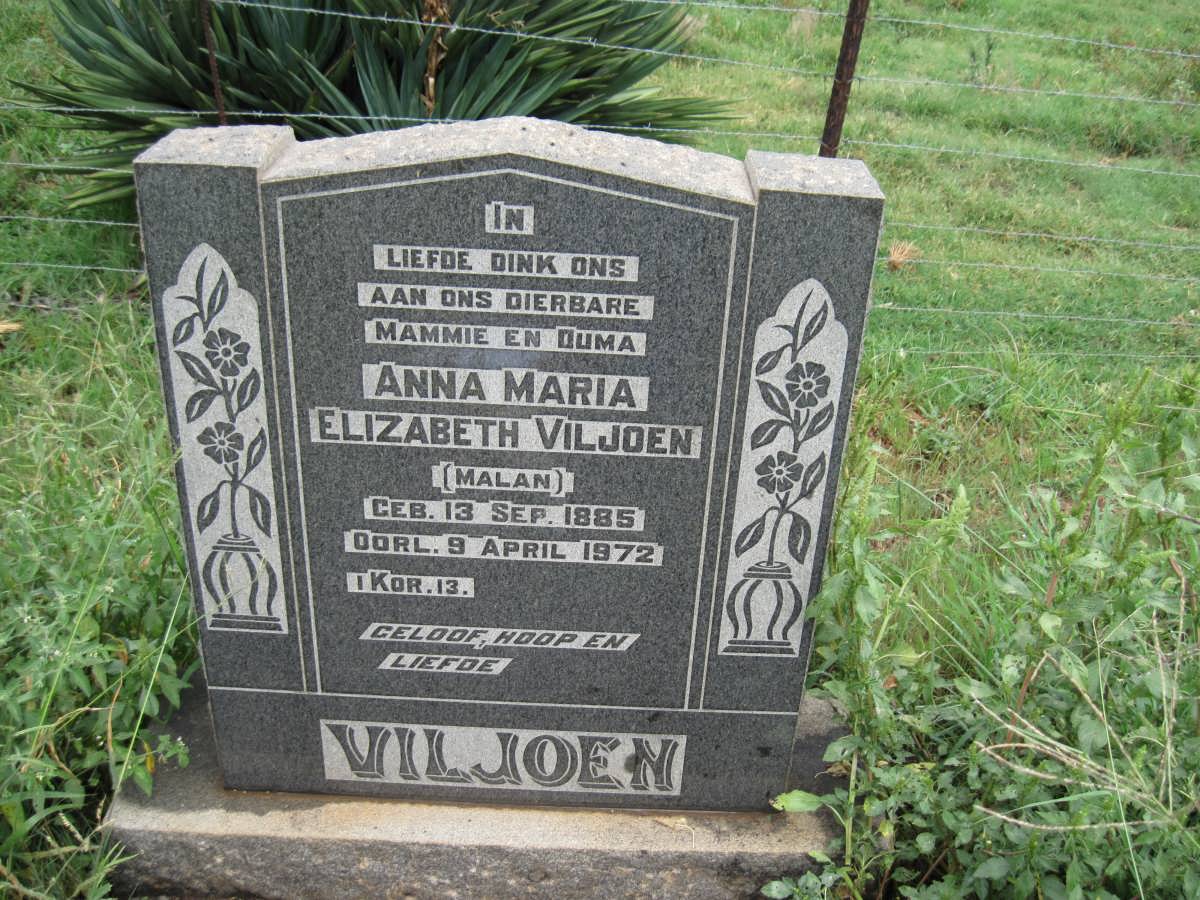 IN
LIEFDE DINK ONS
AAN ONS DIERBARE
MAMMIE EN OUMA
ANNA MARIA
ELIZABETH VILJOEN
(MALAN)
GEB. 13 SEP. 1885
OORL. 9 APRIL 1972
1 KOR. 13.
GELOOF, HOOP EN
LIEFDE
VILJOEN